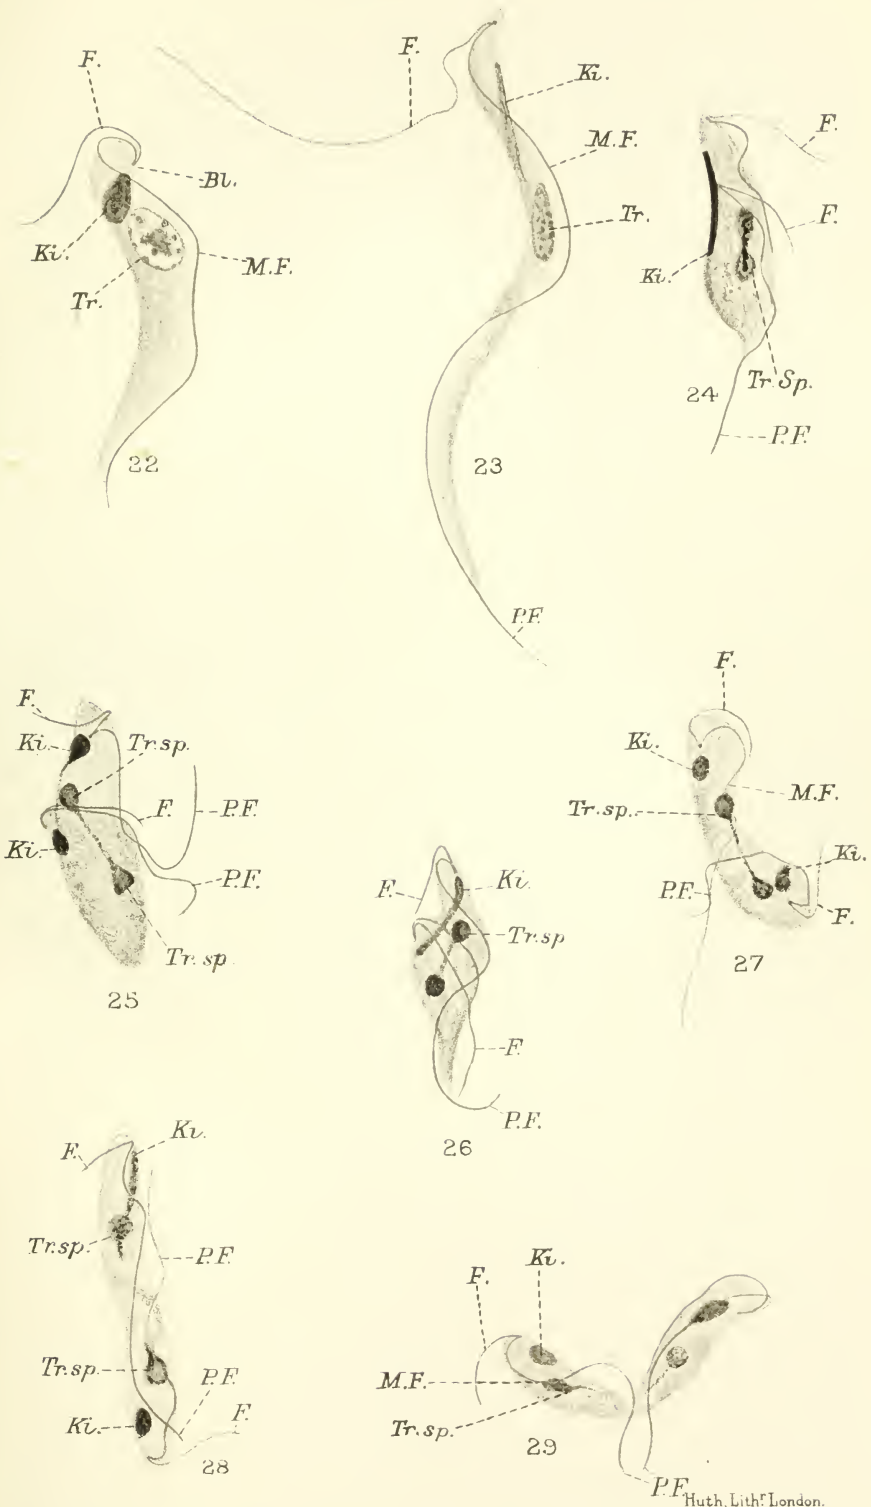 F.
F.
Ki.
F.
M.F.
Bl.
Tr.
F.
Ki.
M.F.
Ki.
Tr.
Tr. Sp.
24
P.F.
22
23
P.F.
F.
F.
Ki.
Tr.sp.
Ki.
M.F.
F.
P.F.
Tr.sp.
Ki.
Ki.
P.F.
F.
Ki.
P.F.
Tr.sp
F.
Tr. sp.
27
25
F.
P.F.
26
Ki.
F.
Tr.sp.
P.F.
F.
Ki.
Tr.sp.
P.F.
M.F.
F.
Ki.
Tr.sp.
28
29
P.F.
Huth, Lithr. London.